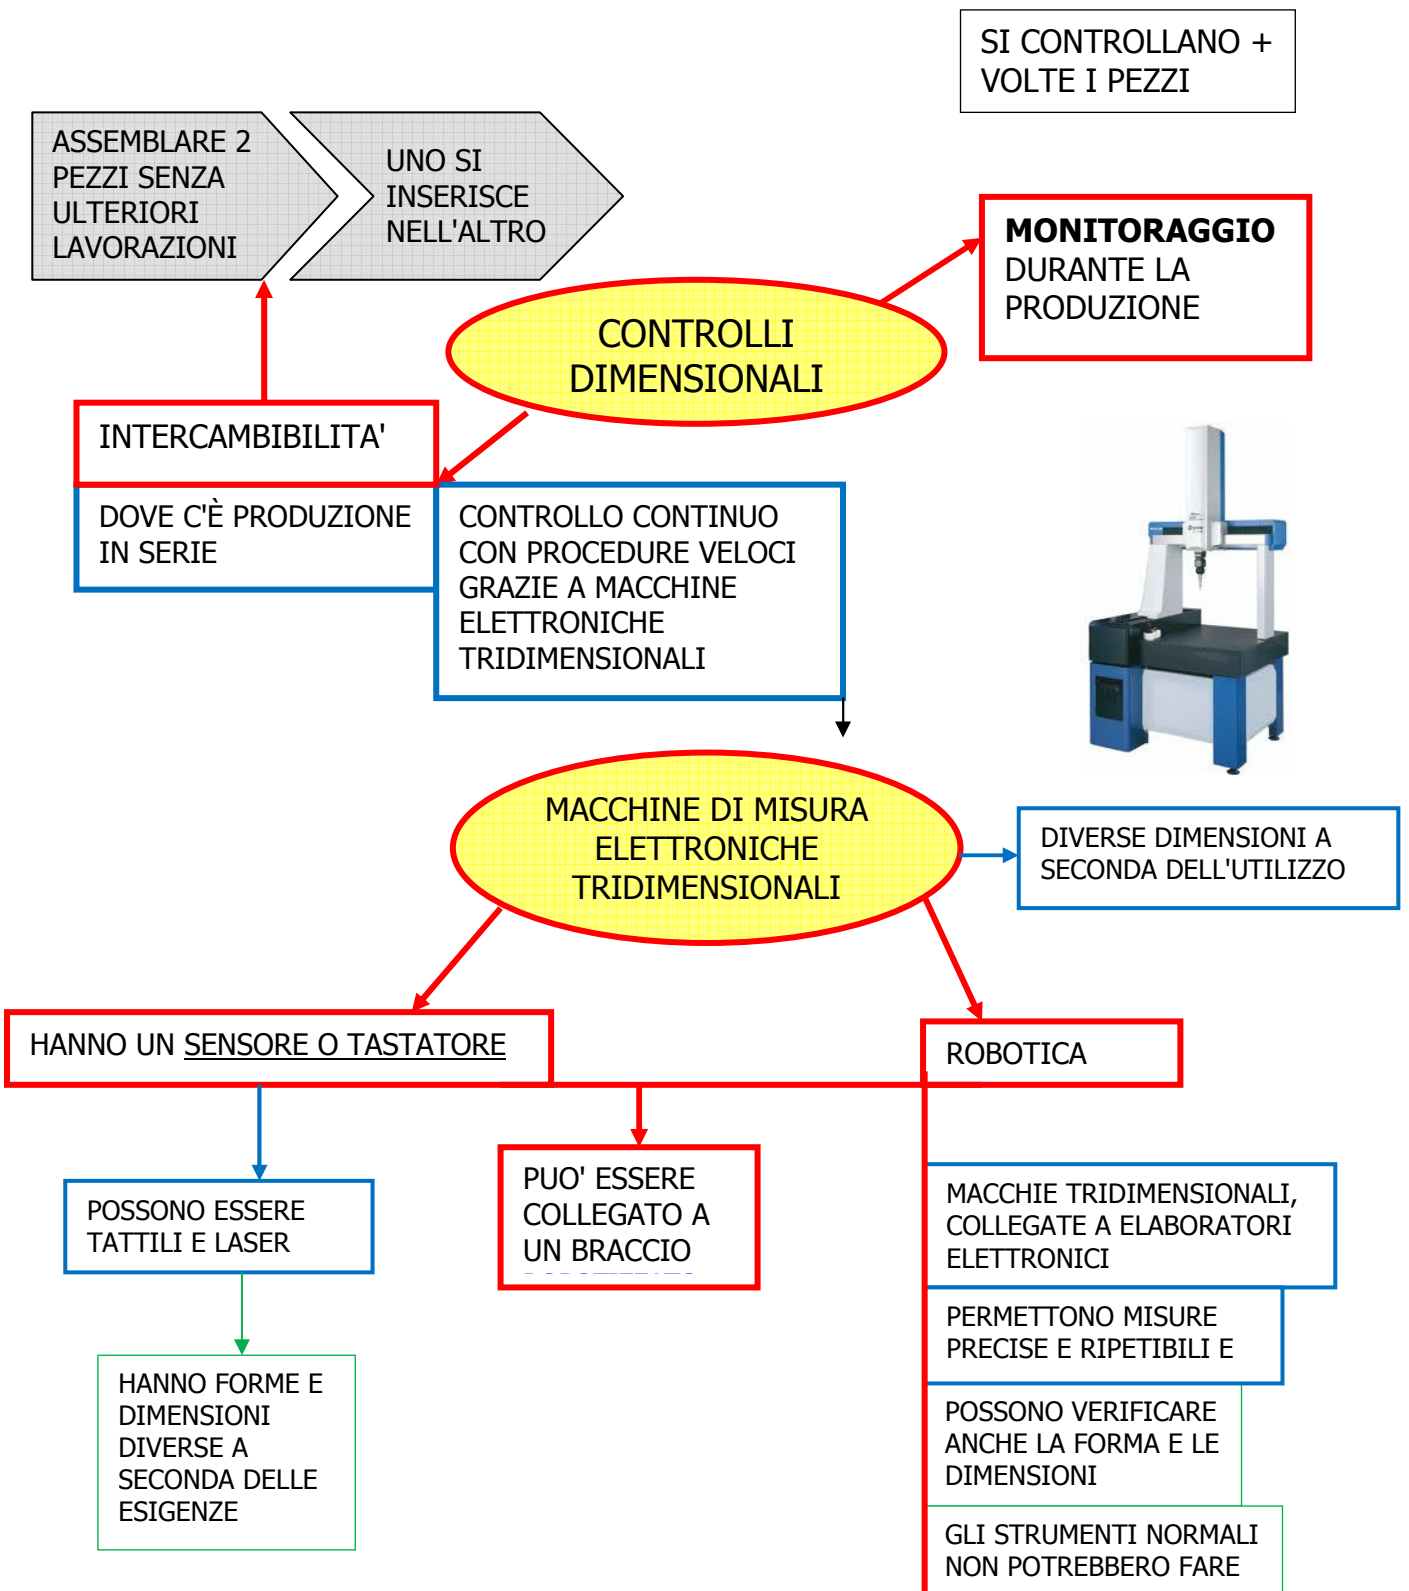 SI CONTROLLANO +
VOLTE I PEZZI
ASSEMBLARE 2
PEZZI SENZA
ULTERIORI
LAVORAZIONI
UNO SI
INSERISCE
NELL'ALTRO
MONITORAGGIO
DURANTE LA
PRODUZIONE
CONTROLLI
DIMENSIONALI
INTERCAMBIBILITA'
DOVE C'È PRODUZIONE
IN SERIE
CONTROLLO CONTINUO
CON PROCEDURE VELOCI
GRAZIE A MACCHINE
ELETTRONICHE
TRIDIMENSIONALI
MACCHINE DI MISURA
ELETTRONICHE
TRIDIMENSIONALI
DIVERSE DIMENSIONI A
SECONDA DELL'UTILIZZO
HANNO UN SENSORE O TASTATORE
ROBOTICA
POSSONO ESSERE
TATTILI E LASER
PUO' ESSERE
COLLEGATO A
UN BRACCIO
MACCHIE TRIDIMENSIONALI,
COLLEGATE A ELABORATORI
ELETTRONICI
PERMETTONO MISURE
PRECISE E RIPETIBILI E
HANNO FORME E
DIMENSIONI
DIVERSE A
SECONDA DELLE
ESIGENZE
POSSONO VERIFICARE
ANCHE LA FORMA E LE
DIMENSIONI
GLI STRUMENTI NORMALI
NON POTREBBERO FARE